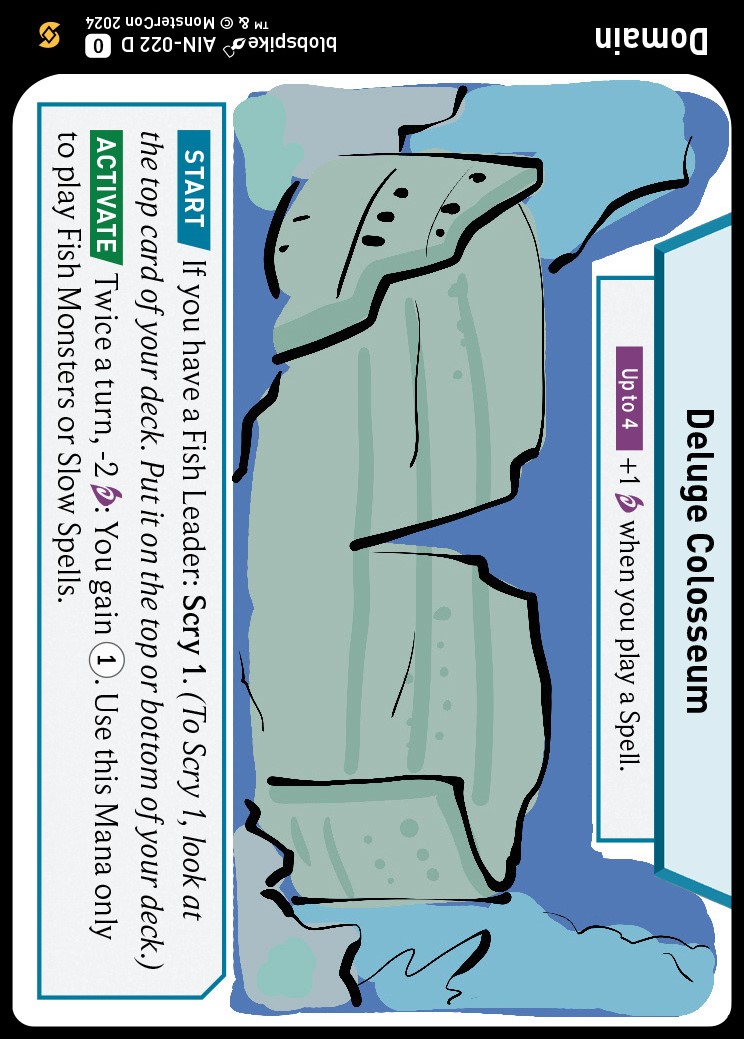 Deluge Colosseum
Up to 4 +1 when you play a Spell.
START If you have a Fish Leader: Scry 1. (To Scry 1, look at
the top card of your deck. Put it on the top or bottom of your deck.)
ACTIVATE Twice a turn, -2 : You gain 1. Use this Mana only
to play Fish Monsters or Slow Spells.
Domain
blobspike AIN-022 D 0
™ & © MonsterCon 2024